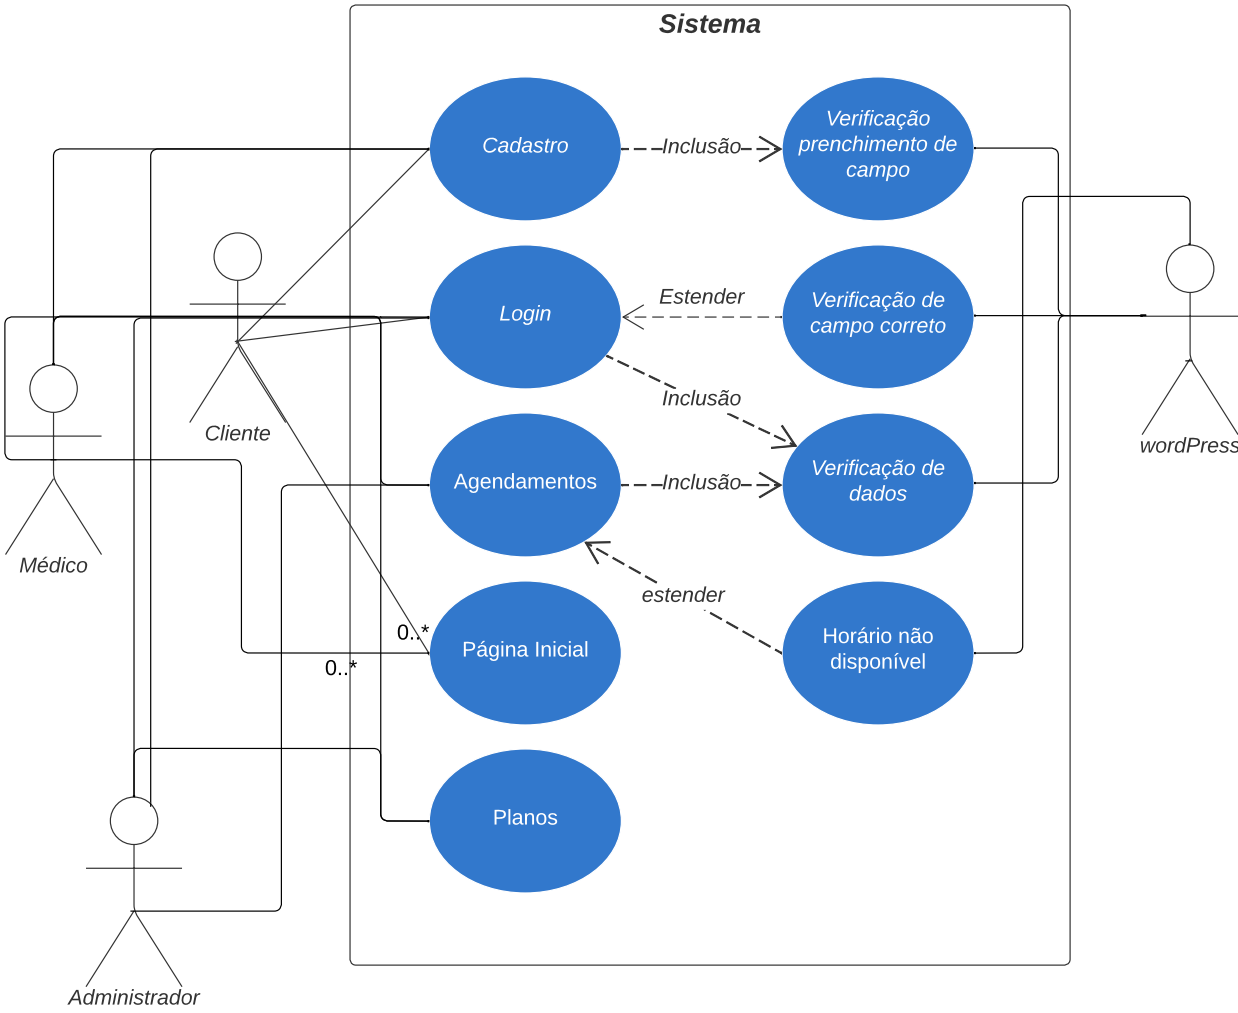 Sistema
Cadastro
Inclusão
Verificação
prenchimento de
campo
Login
Estender
Verificação de
campo correto
Inclusão
Cliente
wordPress
Agendamentos
Inclusão
Verificação de
dados
Médico
estender
0..*
0..*
Página Inicial
Horário não
disponível
Planos
Administrador